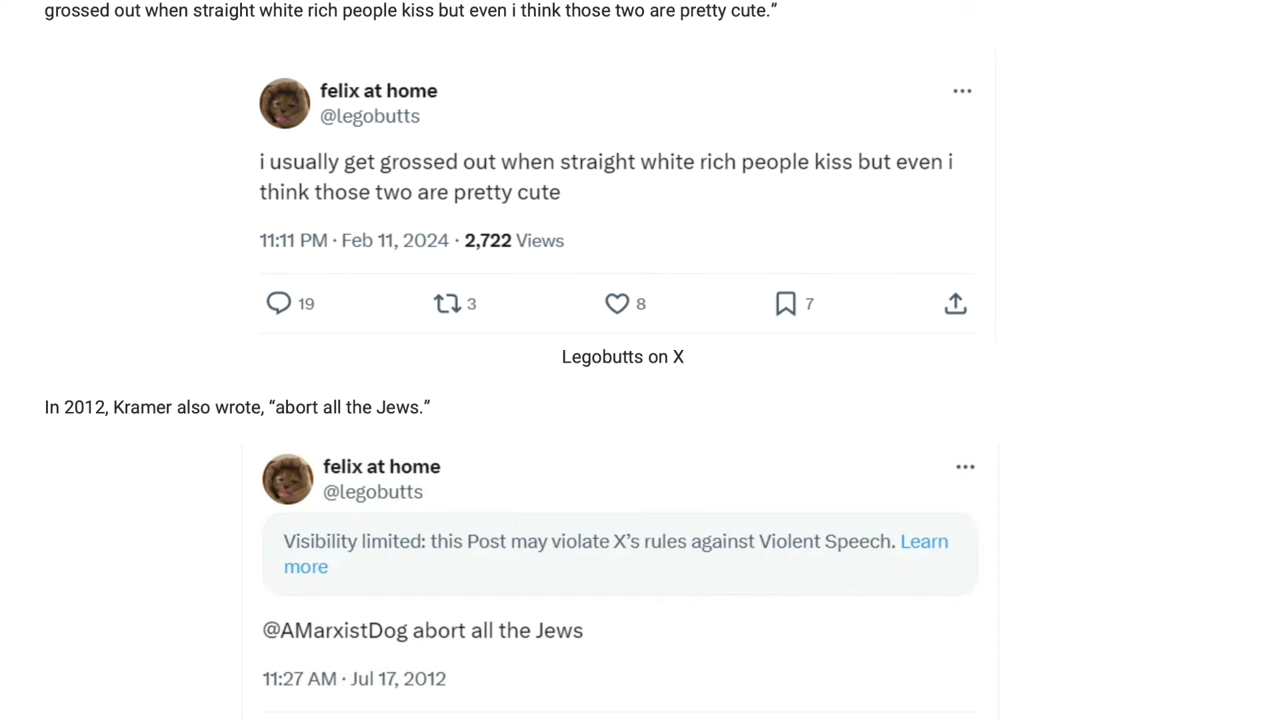 grossed out when straight white rich people kiss but even i think those two are pretty cute.”
felix at home
@legobutts
i usually get grossed out when straight white rich people kiss but even i
think those two are pretty cute
11:11 PM · Feb 11, 2024 · 2,722 Views
19 3 8 7
Legobutts on X
In 2012, Kramer also wrote, “abort all the Jews.”
felix at home
@legobutts
Visibility limited: this Post may violate X’s rules against Violent Speech. Learn
more
@AMarxistDog abort all the Jews
11:27 AM · Jul 17, 2012